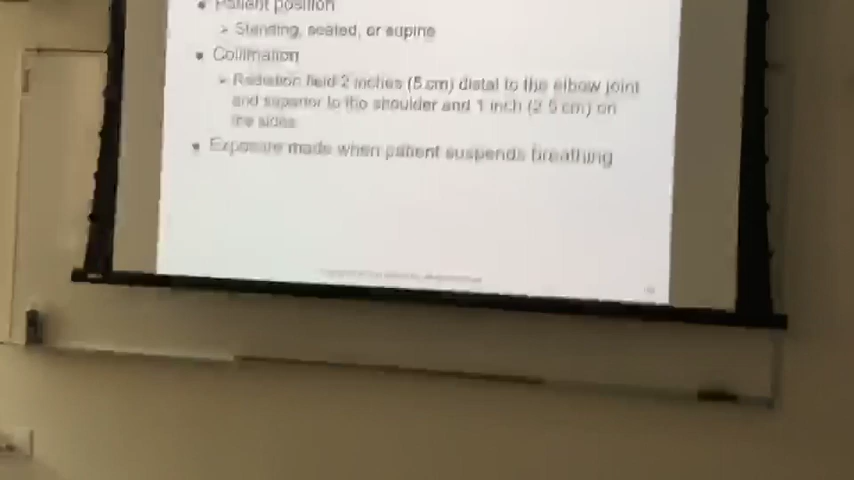 • Patient position
➢ Standing, seated, or supine
• Collimation
➢ Radiation field 2 inches (5 cm) distal to the elbow joint
and superior to the shoulder and 1 inch (2.5 cm) on
the sides
• Exposure made when patient suspends breathing